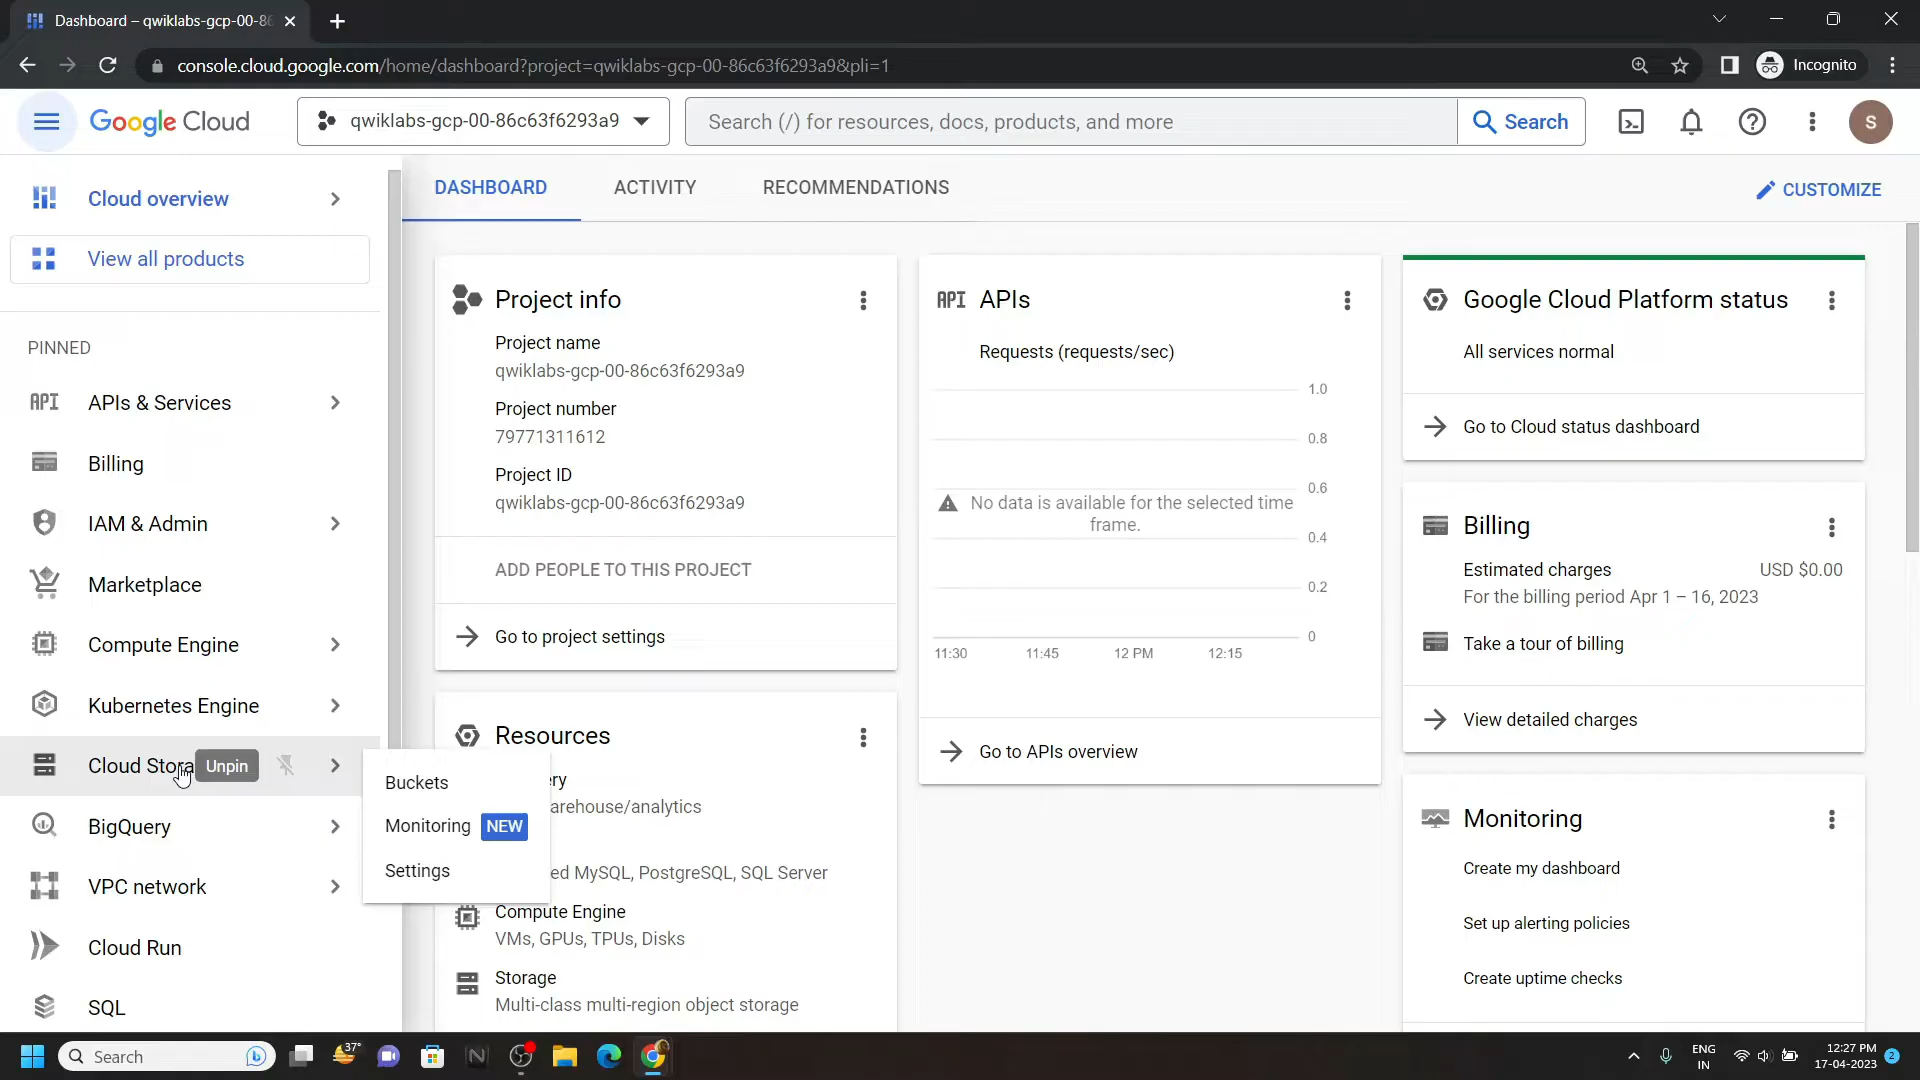 Dashboard – qwiklabs-gcp-00-86
console.cloud.google.com/home/dashboard?project=qwiklabs-gcp-00-86c63f6293a9&pli=1
Incognito
Google Cloud
qwiklabs-gcp-00-86c63f6293a9
Search (/) for resources, docs, products, and more
Search
S
Cloud overview
View all products
PINNED
API APIs & Services
Billing
IAM & Admin
Marketplace
Compute Engine
Kubernetes Engine
Cloud Stora
Unpin
BigQuery
VPC network
Cloud Run
SQL
Buckets
Monitoring NEW
Settings
DASHBOARD
ACTIVITY
RECOMMENDATIONS
CUSTOMIZE
Project info
Project name
qwiklabs-gcp-00-86c63f6293a9
Project number
79771311612
Project ID
qwiklabs-gcp-00-86c63f6293a9
ADD PEOPLE TO THIS PROJECT
Go to project settings
Resources
ry
arehouse/analytics
ed MySQL, PostgreSQL, SQL Server
Compute Engine
VMs, GPUs, TPUs, Disks
Storage
Multi-class multi-region object storage
API APIs
Requests (requests/sec)
1.0
0.8
0.6
No data is available for the selected time
frame.
0.4
0.2
0
11:30
11:45
12 PM
12:15
Go to APIs overview
Google Cloud Platform status
All services normal
Go to Cloud status dashboard
Billing
Estimated charges
USD $0.00
For the billing period Apr 1 – 16, 2023
Take a tour of billing
View detailed charges
Monitoring
Create my dashboard
Set up alerting policies
Create uptime checks
Search
37°
ENG
IN
12:27 PM
17-04-2023
2